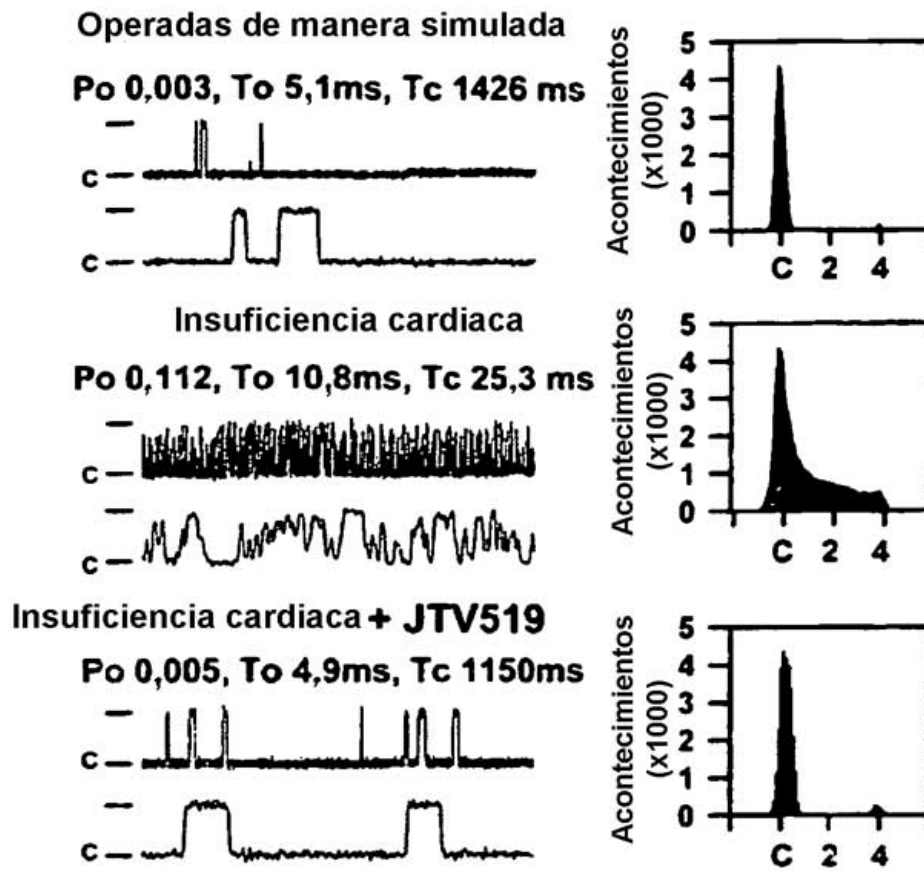 Operadas de manera simulada
Po 0,003, To 5,1ms, Tc 1426 ms
c
c
Acontecimientos
(x1000)
5
4
3
2
1
0
C 2 4
Insuficiencia cardiaca
Po 0,112, To 10,8ms, Tc 25,3 ms
c
c
Acontecimientos
(x1000)
5
4
3
2
1
0
C 2 4
Insuficiencia cardiaca + JTV519
Po 0,005, To 4,9ms, Tc 1150ms
c
c
Acontecimientos
(x1000)
5
4
3
2
1
0
C 2 4